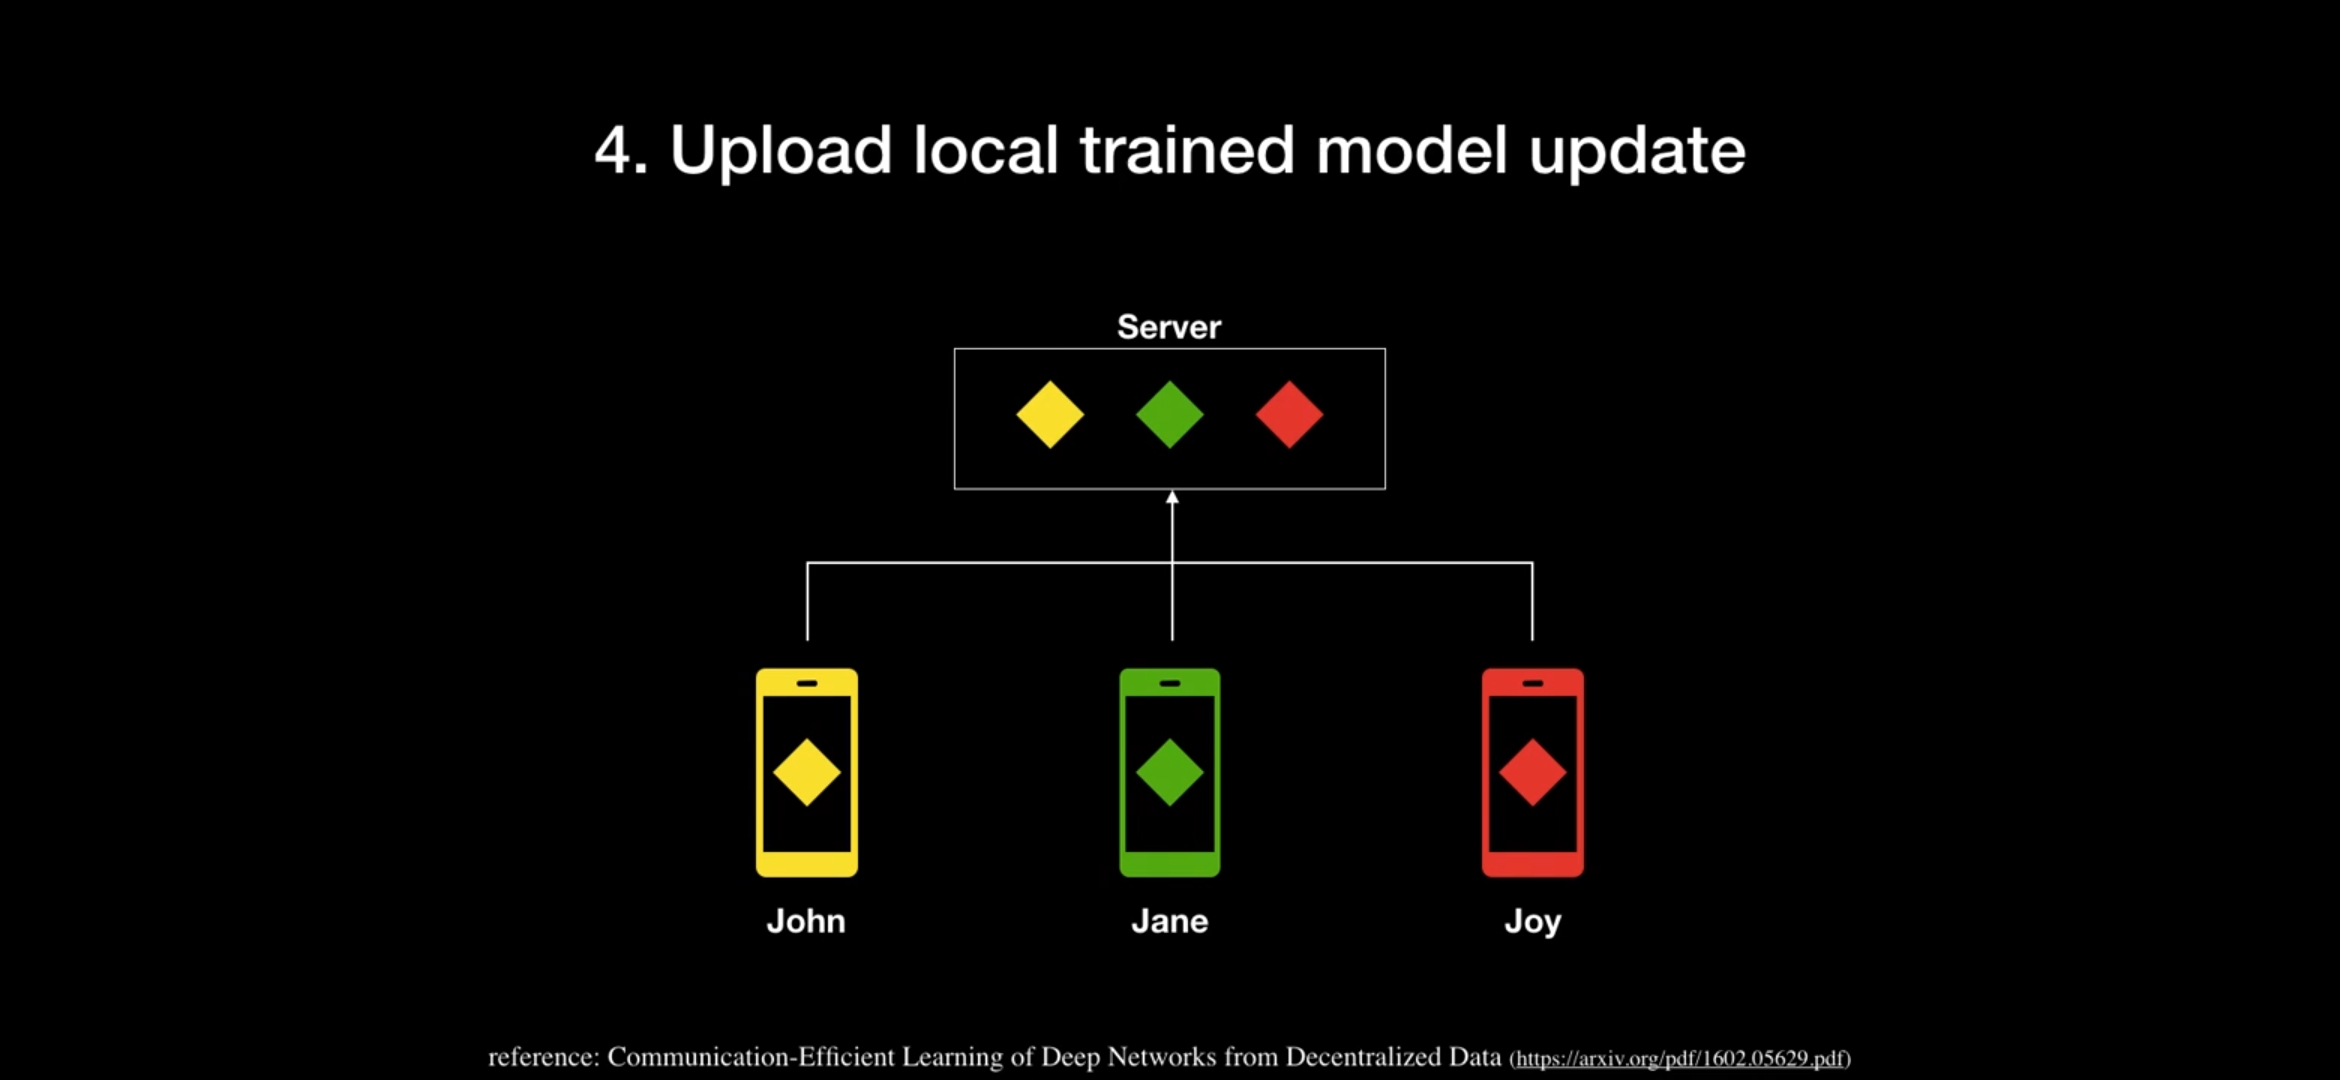 4. Upload local trained model update
Server
John
Jane
Joy
reference: Communication-Efficient Learning of Deep Networks from Decentralized Data (https://arxiv.org/pdf/1602.05629.pdf)